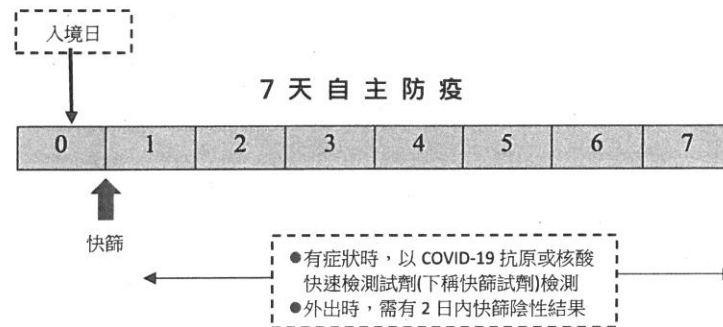 入境日
7 天 自 主 防 疫
0 1 2 3 4 5 6 7
快篩
●有症狀時，以 COVID-19 抗原或核酸
快速檢測試劑(下稱快篩試劑)檢測
●外出時，需有 2 日內快篩陰性結果